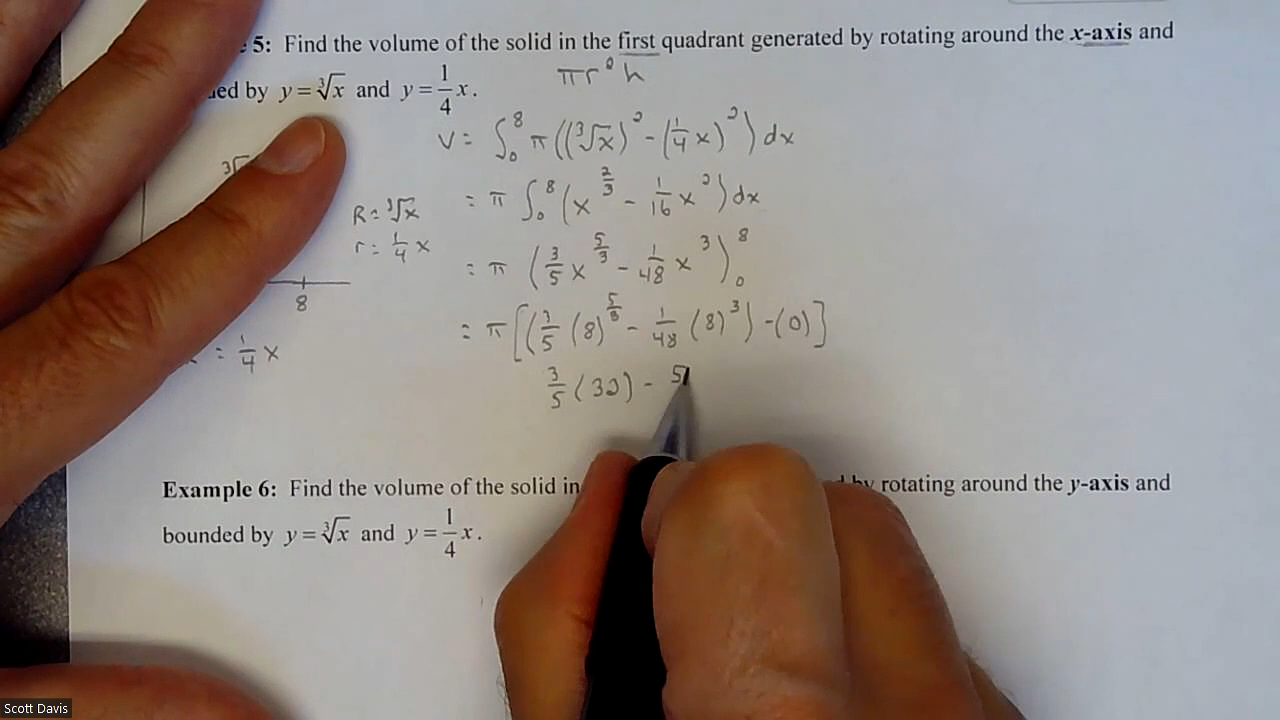 5: Find the volume of the solid in the first quadrant generated by rotating around the x-axis and
by y = ∛x and y = 1/4 x.
πr²h
V = ∫₀⁸ π((∛x)² - (1/4 x)²) dx
∛
R = ∛x
r = 1/4 x
8
= 1/4 x
= π ∫₀⁸ (x^(2/3) - 1/16 x²) dx
= π (3/5 x^(5/3) - 1/48 x³)₀⁸
= π [(3/5 (8)^(5/3) - 1/48 (8)³) - (0)]
3/5 (32) - 51
Example 6: Find the volume of the solid in by rotating around the y-axis and
bounded by y = ∛x and y = 1/4 x.
Scott Davis